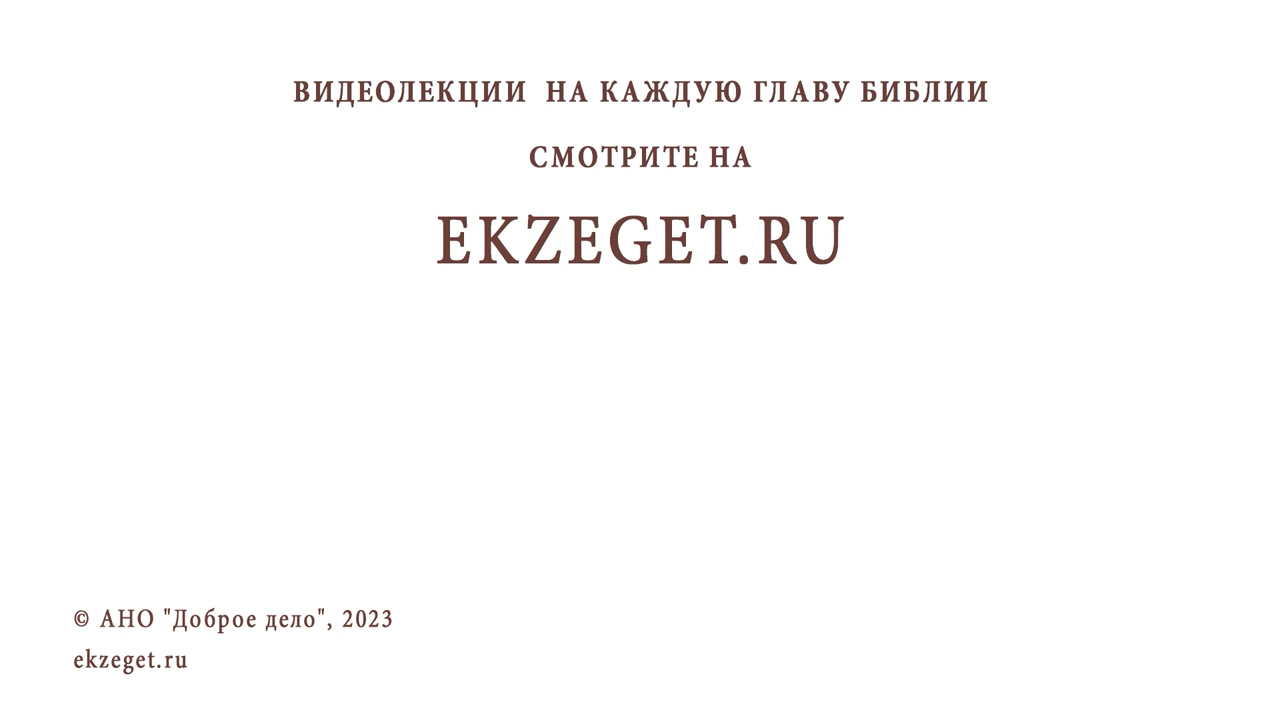 ВИДЕОЛЕКЦИИ НА КАЖДУЮ ГЛАВУ БИБЛИИ
СМОТРИТЕ НА
EKZEGET.RU
© АНО "Доброе дело", 2023
ekzeget.ru